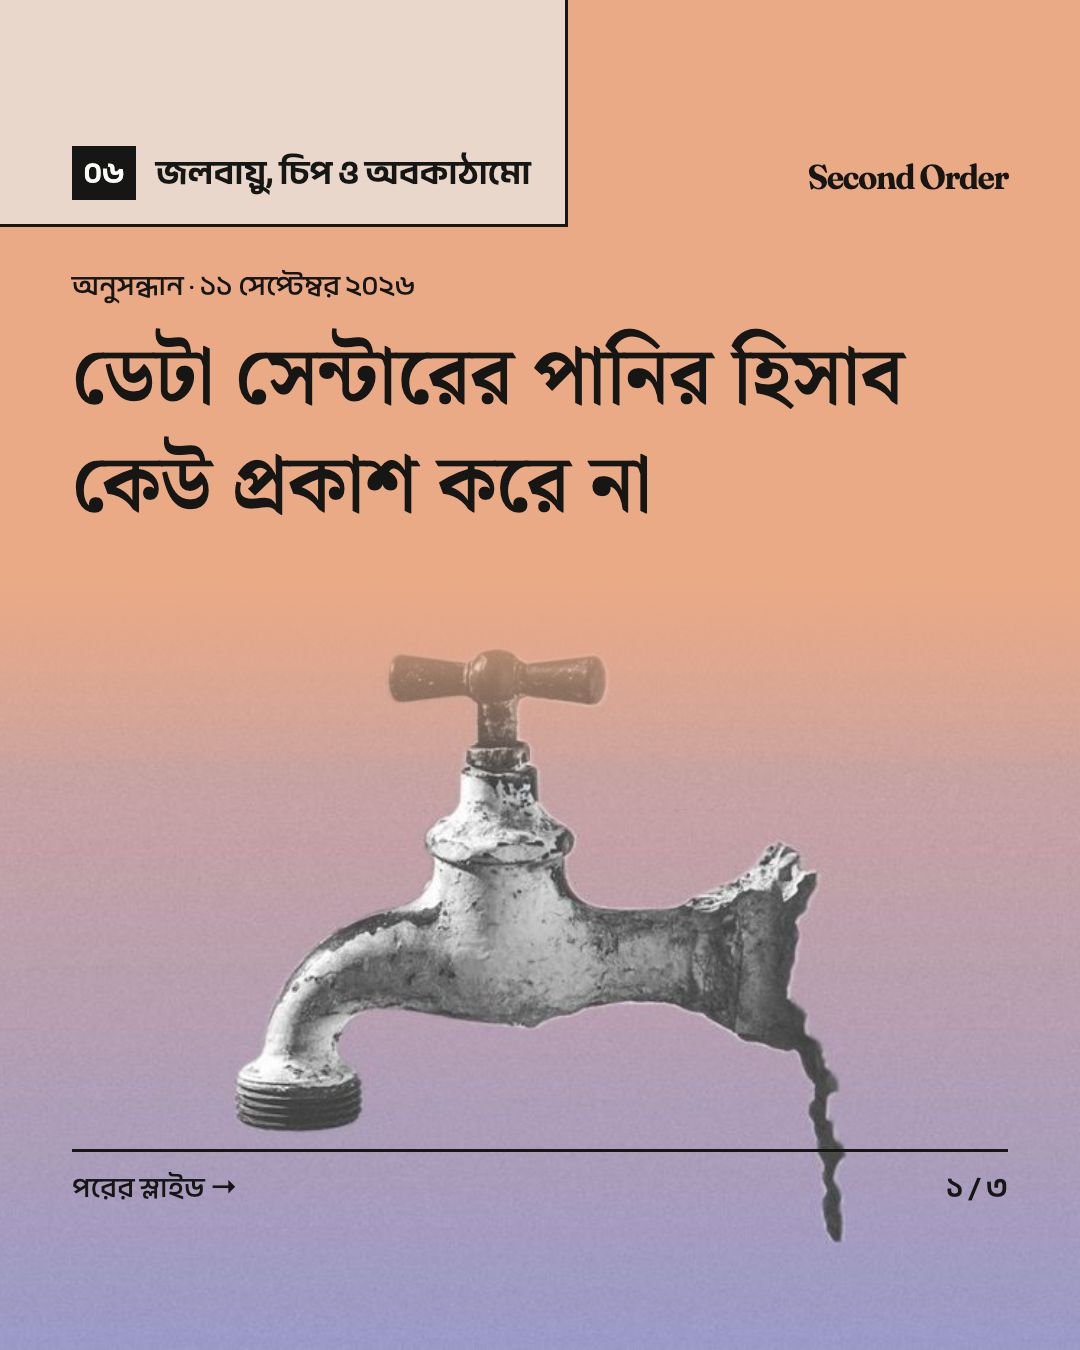 ০৬ জলবায়ু, চিপ ও অবকাঠামো
Second Order
অনুসন্ধান · ১১ সেপ্টেম্বর ২০২৬
ডেটা সেন্টারের পানির হিসাব
কেউ প্রকাশ করে না
পরের স্লাইড →
১ / ৩